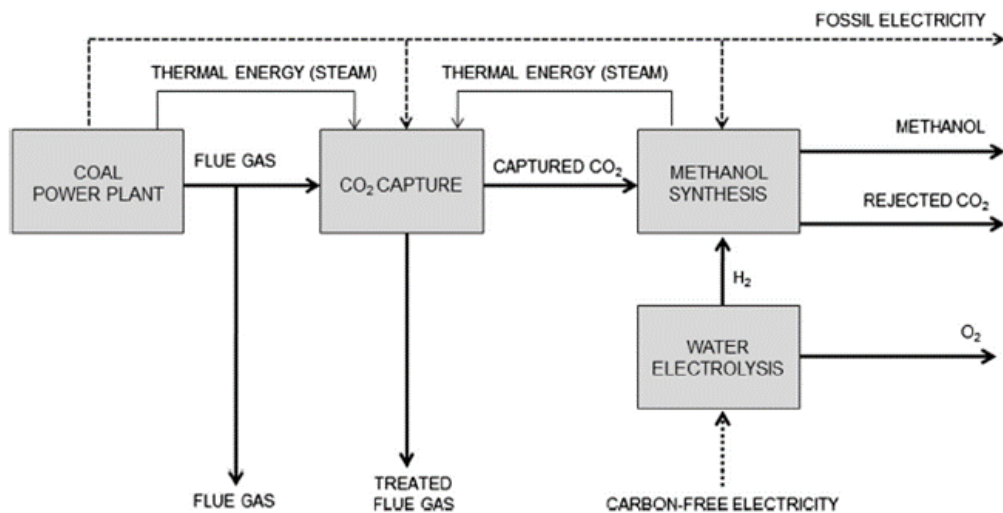 FOSSIL ELECTRICITY
THERMAL ENERGY (STEAM)
THERMAL ENERGY (STEAM)
COAL
POWER PLANT
FLUE GAS
CO₂ CAPTURE
CAPTURED CO₂
METHANOL
SYNTHESIS
METHANOL
REJECTED CO₂
H₂
WATER
ELECTROLYSIS
O₂
FLUE GAS
TREATED
FLUE GAS
CARBON-FREE ELECTRICITY